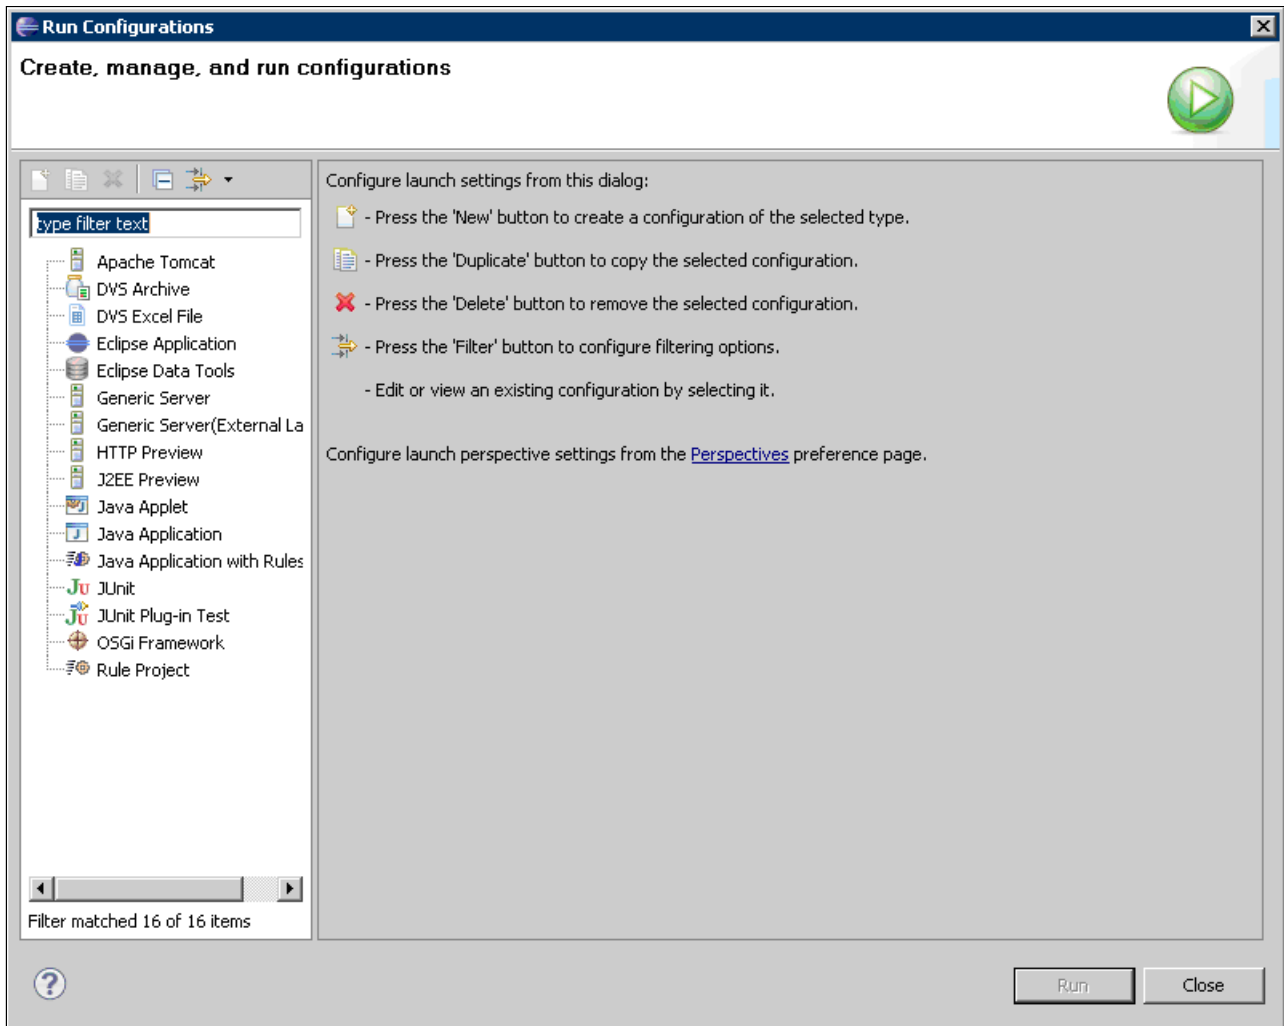 Run Configurations
Create, manage, and run configurations
type filter text
Apache Tomcat
DVS Archive
DVS Excel File
Eclipse Application
Eclipse Data Tools
Generic Server
Generic Server(External La
HTTP Preview
J2EE Preview
Java Applet
Java Application
Java Application with Rules
JUnit
JUnit Plug-in Test
OSGi Framework
Rule Project
Filter matched 16 of 16 items
Configure launch settings from this dialog:
- Press the 'New' button to create a configuration of the selected type.
- Press the 'Duplicate' button to copy the selected configuration.
- Press the 'Delete' button to remove the selected configuration.
- Press the 'Filter' button to configure filtering options.
- Edit or view an existing configuration by selecting it.
Configure launch perspective settings from the Perspectives preference page.
Run
Close